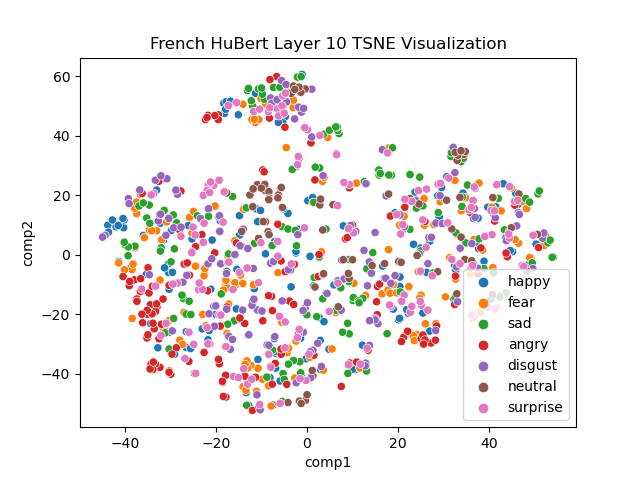 French HuBert Layer 10 TSNE Visualization
60
40
20
0
−20
−40
comp2
−40
−20
0
20
40
comp1
happy
fear
sad
angry
disgust
neutral
surprise